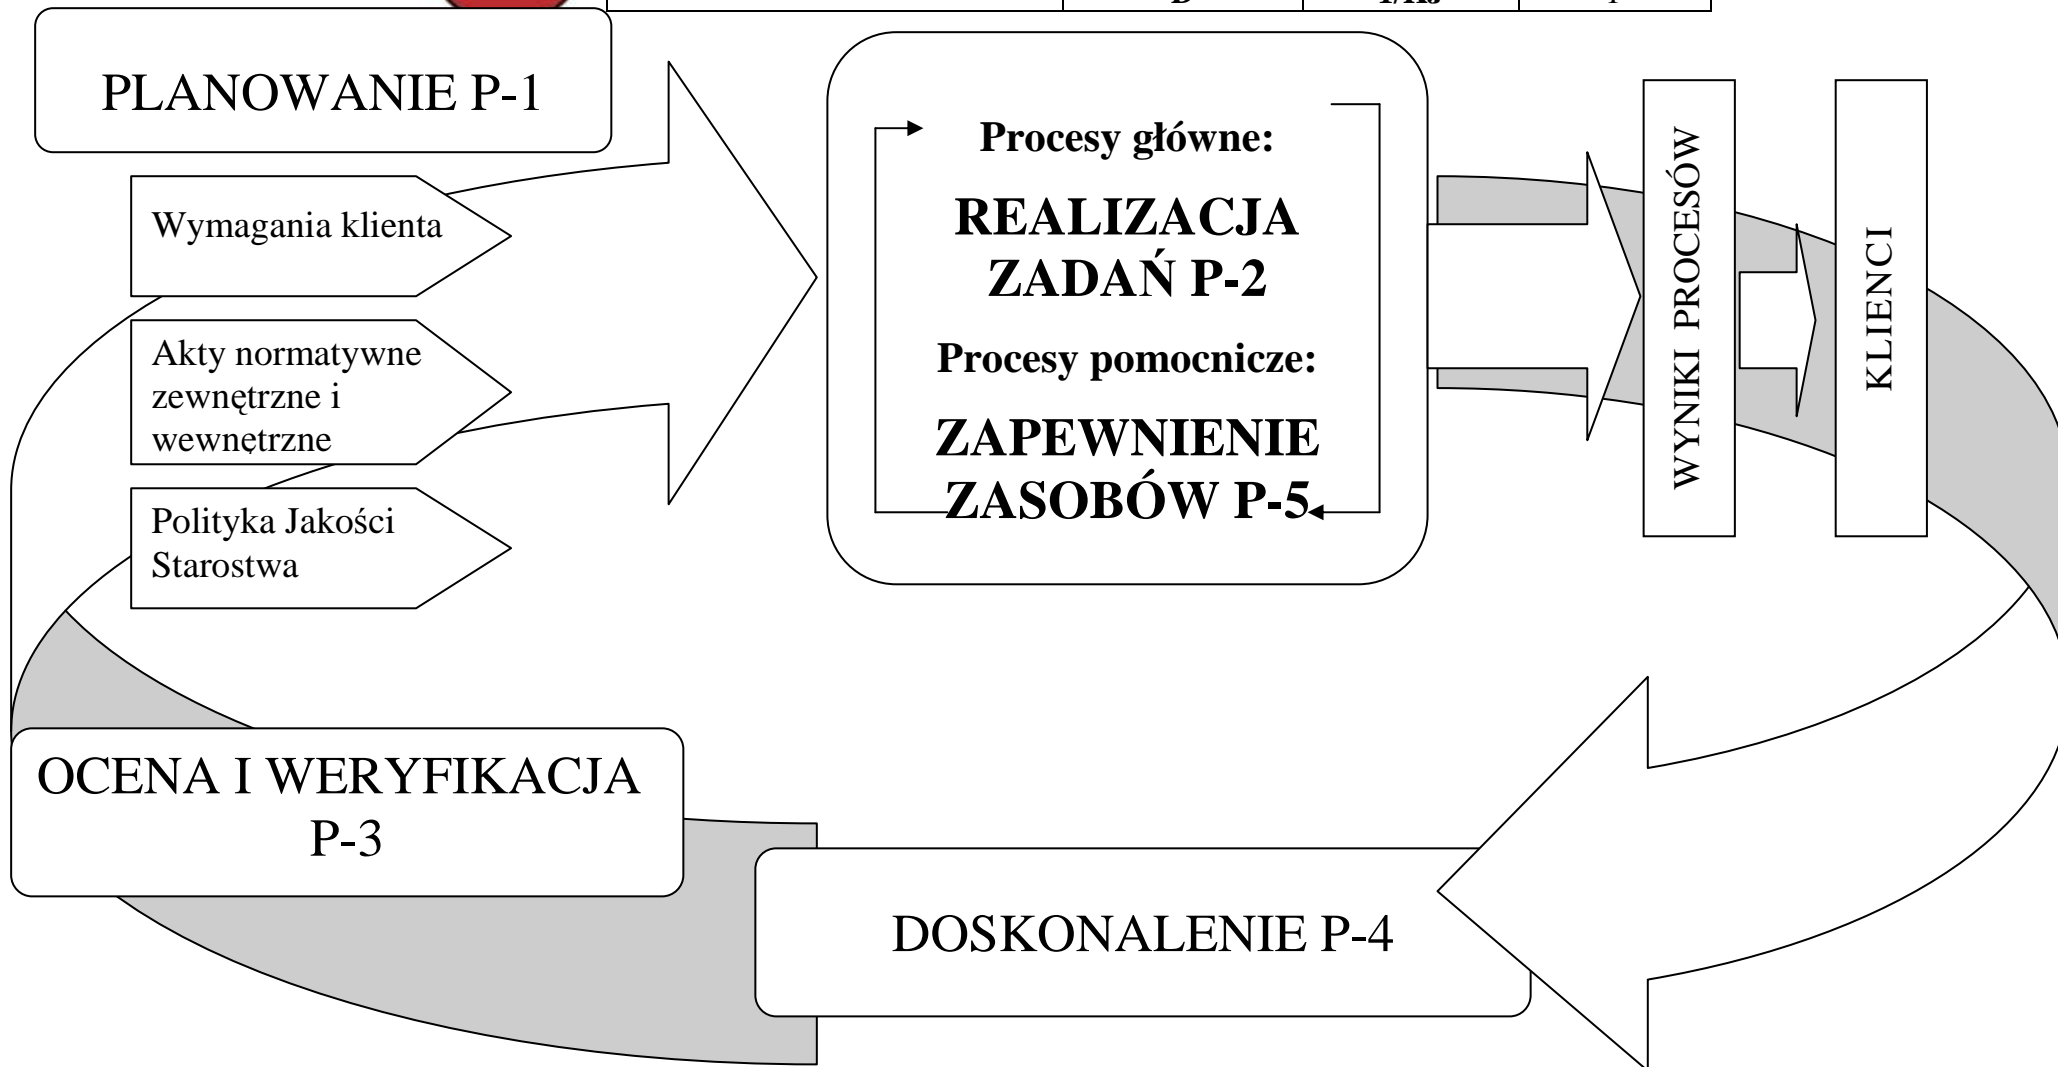 PLANOWANIE P-1
Wymagania klienta
Akty normatywne
zewnętrzne i
wewnętrzne
Polityka Jakości
Starostwa
Procesy główne:
REALIZACJA
ZADAŃ P-2
Procesy pomocnicze:
ZAPEWNIENIE
ZASOBÓW P-5
WYNIKI PROCESÓW
KLIENCI
OCENA I WERYFIKACJA
P-3
DOSKONALENIE P-4